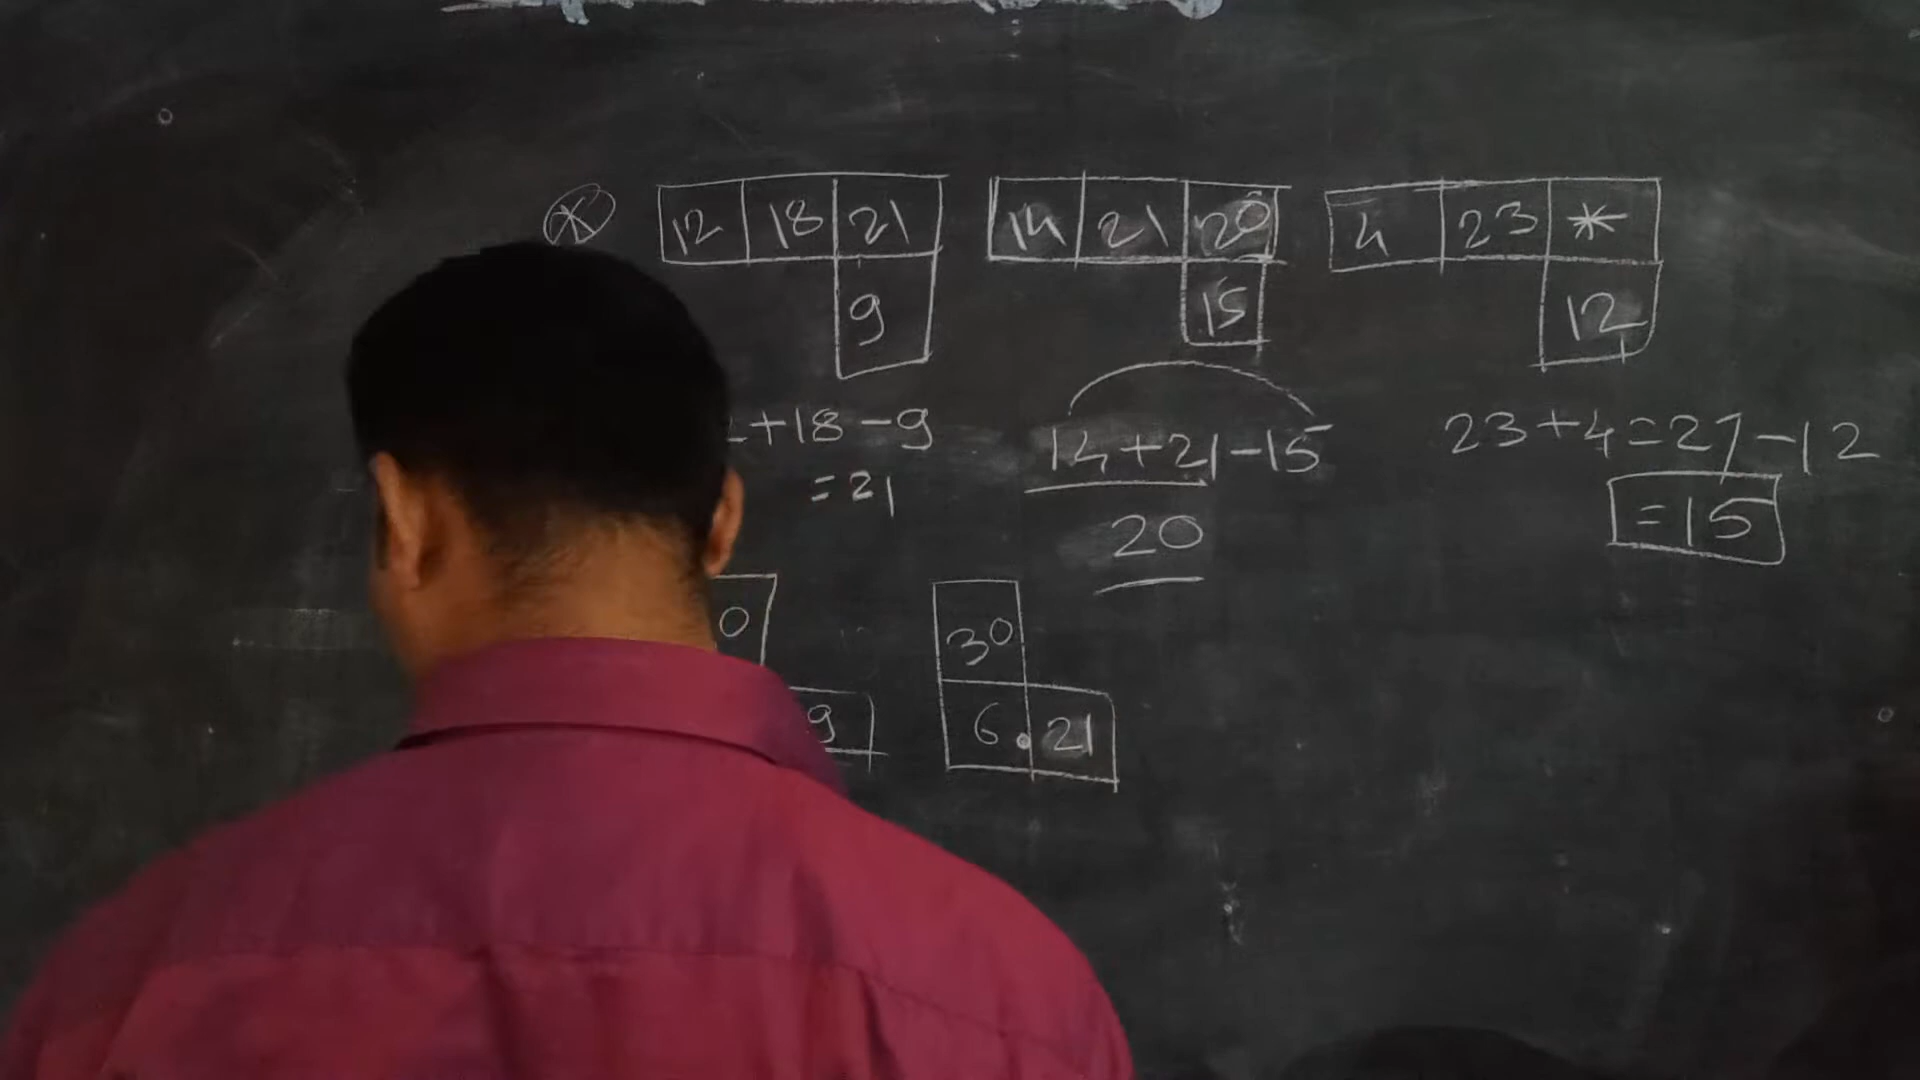 12 18 21 14 21 20 4 23 *
9 15 12
+18-9 14+21-15 23+4=27-12
=21 20 =15
0 30
9 6 21